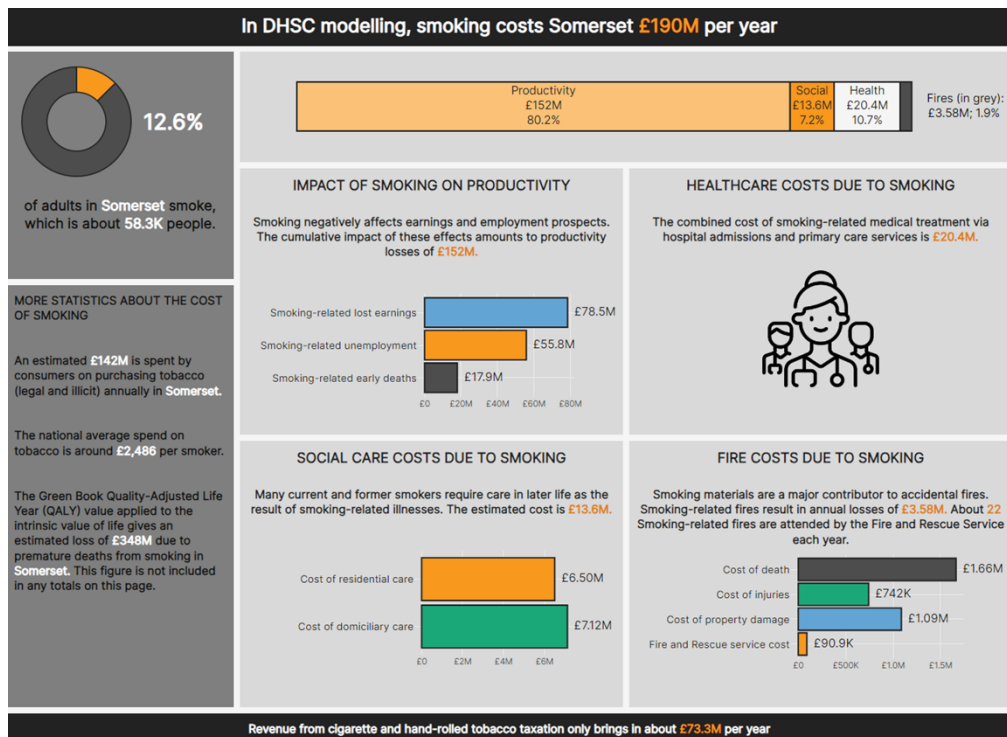 In DHSC modelling, smoking costs Somerset £190M per year
12.6%
of adults in Somerset smoke,
which is about 58.3K people.
Productivity
£152M
80.2%
Social
£13.6M
7.2%
Health
£20.4M
10.7%
Fires (in grey):
£3.58M; 1.9%
IMPACT OF SMOKING ON PRODUCTIVITY
Smoking negatively affects earnings and employment prospects.
The cumulative impact of these effects amounts to productivity
losses of £152M.
Smoking-related lost earnings
£78.5M
Smoking-related unemployment
£55.8M
Smoking-related early deaths
£17.9M
£0 £20M £40M £60M £80M
HEALTHCARE COSTS DUE TO SMOKING
The combined cost of smoking-related medical treatment via
hospital admissions and primary care services is £20.4M.
MORE STATISTICS ABOUT THE COST
OF SMOKING
An estimated £142M is spent by
consumers on purchasing tobacco
(legal and illicit) annually in Somerset.
The national average spend on
tobacco is around £2,486 per smoker.
The Green Book Quality-Adjusted Life
Year (QALY) value applied to the
intrinsic value of life gives an
estimated loss of £348M due to
premature deaths from smoking in
Somerset. This figure is not included
in any totals on this page.
SOCIAL CARE COSTS DUE TO SMOKING
Many current and former smokers require care in later life as the
result of smoking-related illnesses. The estimated cost is £13.6M.
Cost of residential care
£6.50M
Cost of domiciliary care
£7.12M
£0 £2M £4M £6M
FIRE COSTS DUE TO SMOKING
Smoking materials are a major contributor to accidental fires.
Smoking-related fires result in annual losses of £3.58M. About 22
Smoking-related fires are attended by the Fire and Rescue Service
each year.
Cost of death
£1.66M
Cost of injuries
£742K
Cost of property damage
£1.09M
Fire and Rescue service cost
£90.9K
£0 £500K £1.0M £1.5M
Revenue from cigarette and hand-rolled tobacco taxation only brings in about £73.3M per year